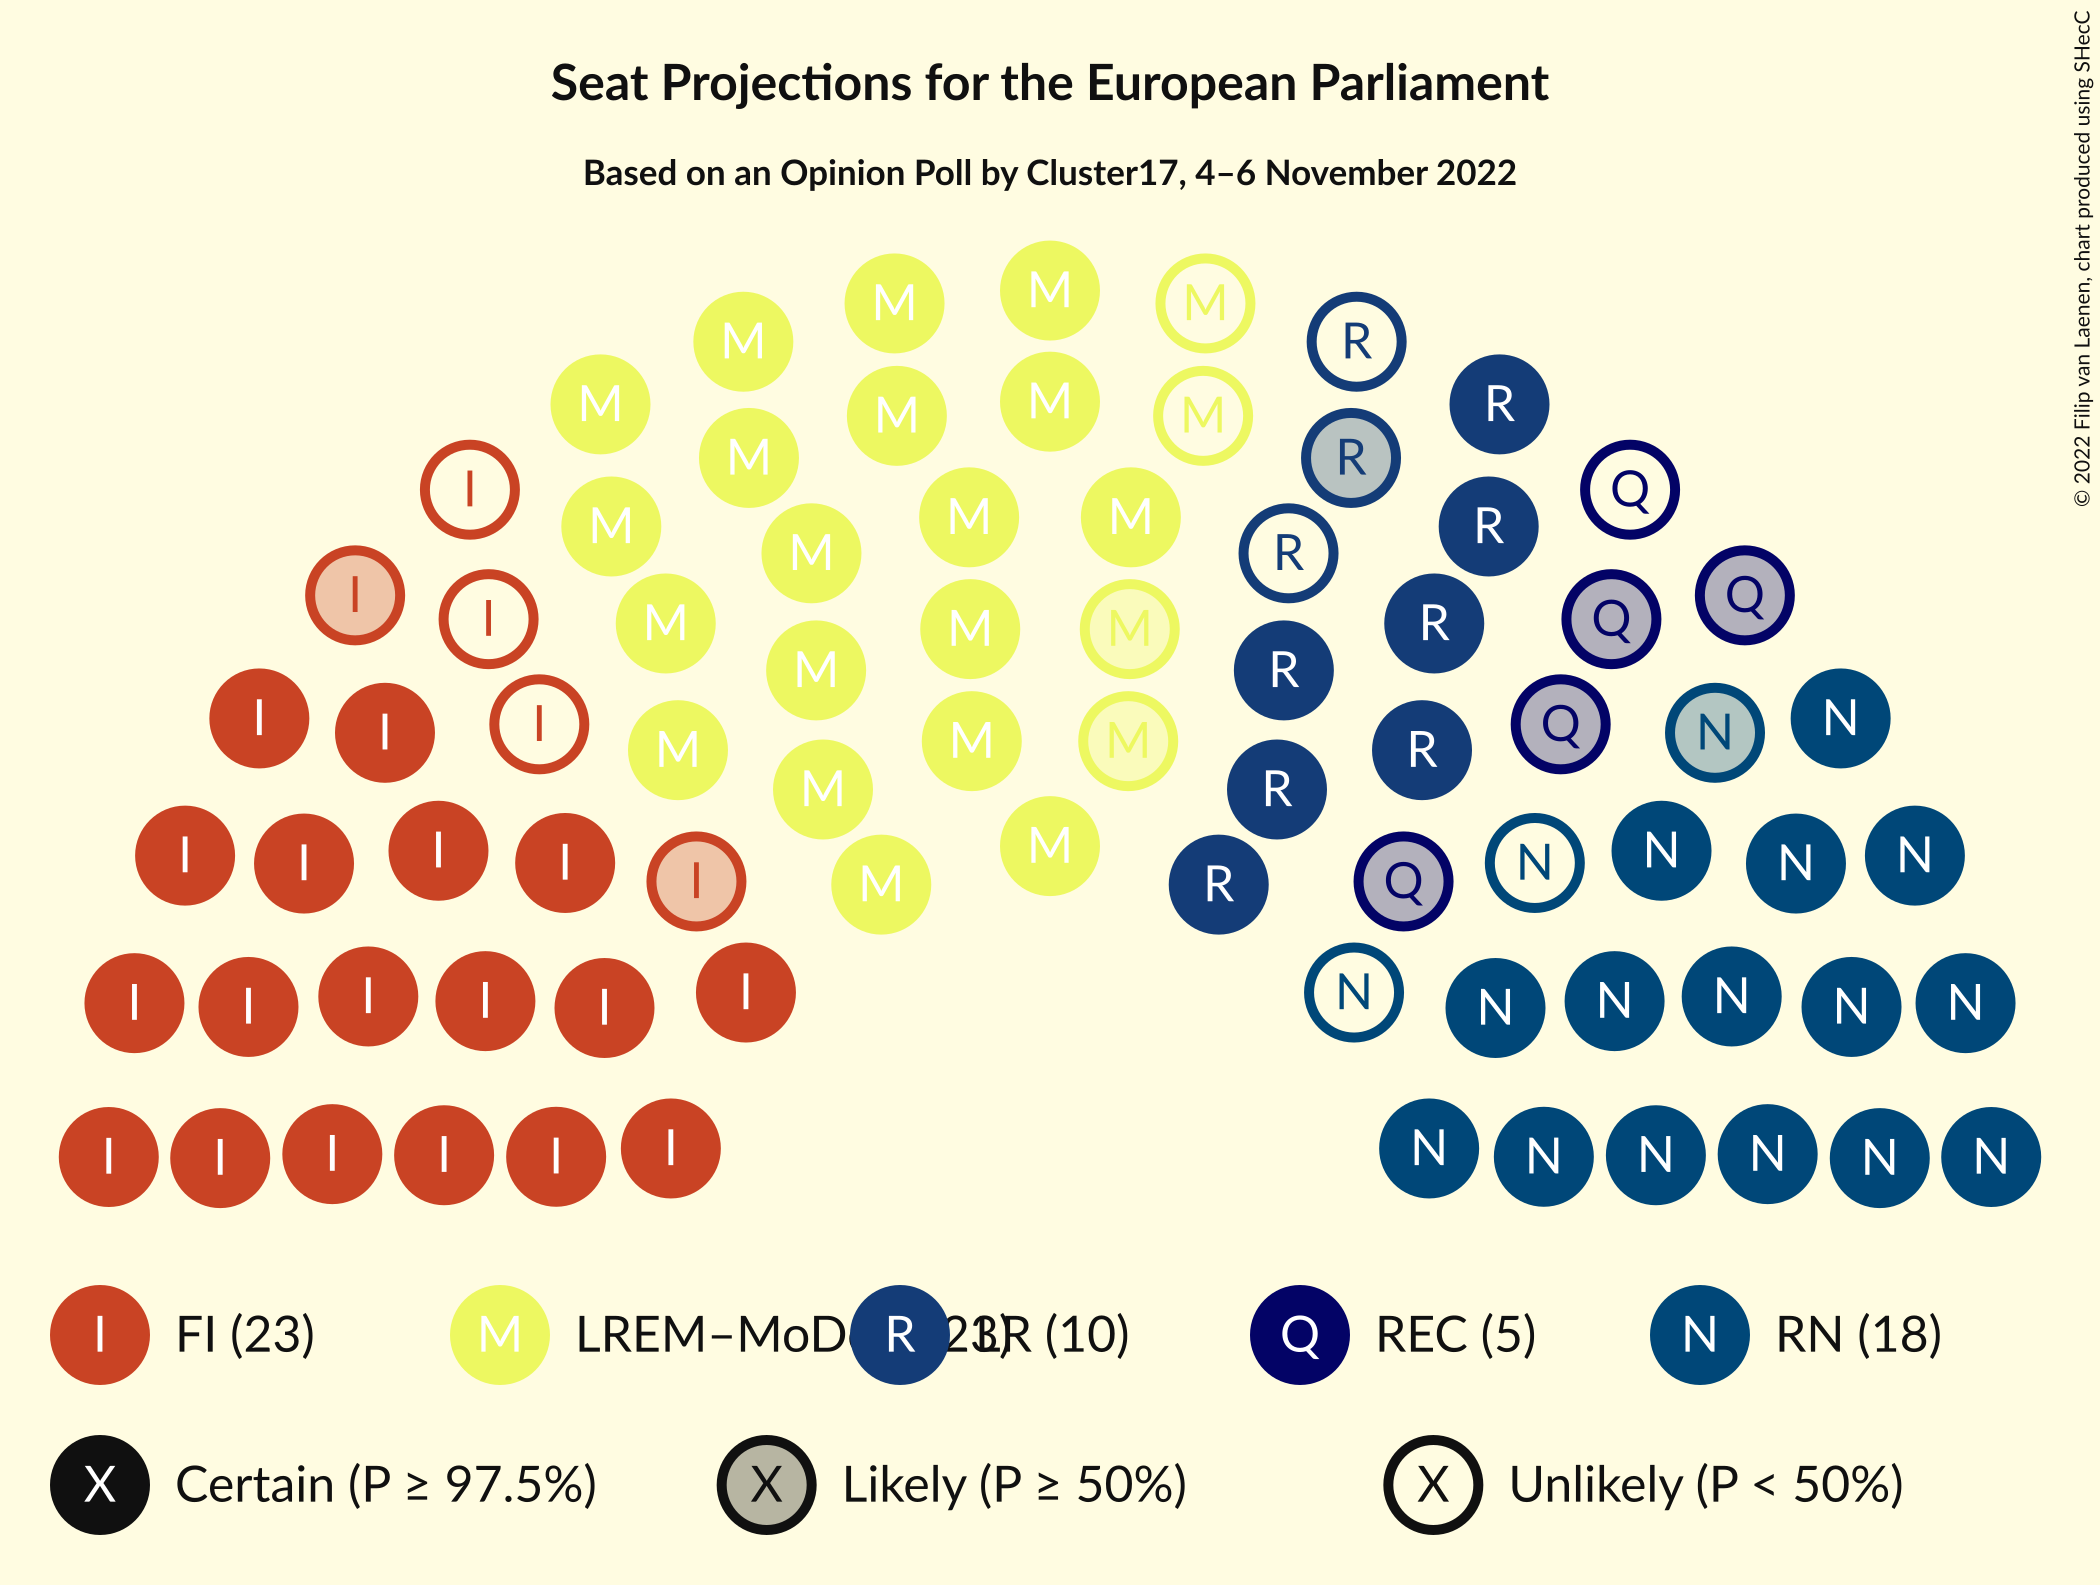 Seat Projections for the European Parliament
Based on an Opinion Poll by Cluster17, 4–6 November 2022
© 2022 Filip van Laenen, chart produced using SHecC
M M M M M
M M M M M
M M M M
M M M M
M M M M
M M
I I I I
I I I I
I I I I I
I I I I I I
I I I I I I
R R
R R
R R
R R
R R
Q Q
Q Q
Q
N N
N N N N
N N N N N N
N N N N N N
I FI (23)
M LREM–MoD 23)
R LR (10)
Q REC (5)
N RN (18)
X Certain (P ≥ 97.5%)
X Likely (P ≥ 50%)
X Unlikely (P < 50%)